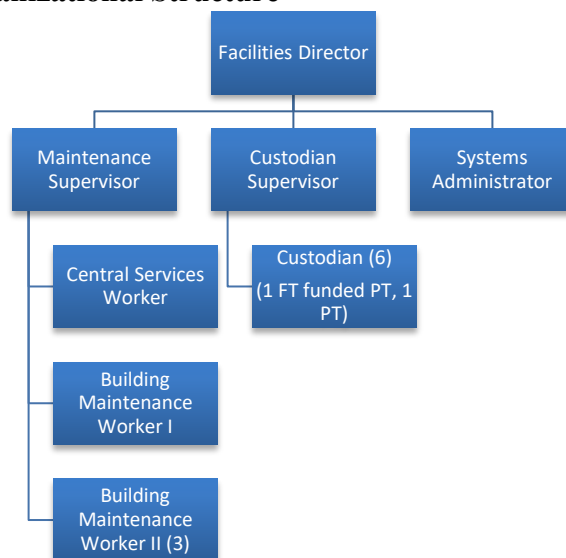 Facilities Director
Maintenance
Supervisor
Custodian
Supervisor
Systems
Administrator
Central Services
Worker
Custodian (6)
(1 FT funded PT, 1
PT)
Building
Maintenance
Worker I
Building
Maintenance
Worker II (3)